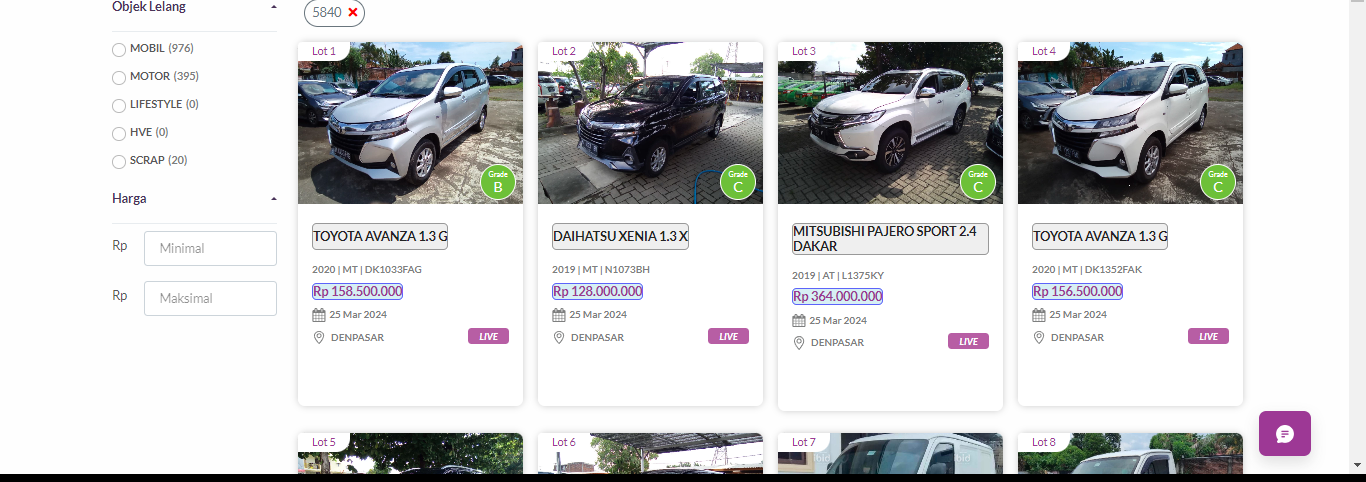 Objek Lelang
5840
MOBIL (976)
MOTOR (395)
LIFESTYLE (0)
HVE (0)
SCRAP (20)
Harga
Rp Minimal
Rp Maksimal
Lot 1
Grade
B
TOYOTA AVANZA 1.3 G
2020 | MT | DK1033FAG
Rp 158.500.000
25 Mar 2024
DENPASAR
LIVE
Lot 2
Grade
C
DAIHATSU XENIA 1.3 X
2019 | MT | N1073BH
Rp 128.000.000
25 Mar 2024
DENPASAR
LIVE
Lot 3
Grade
C
MITSUBISHI PAJERO SPORT 2.4
DAKAR
2019 | AT | L1375KY
Rp 364.000.000
25 Mar 2024
DENPASAR
LIVE
Lot 4
Grade
C
TOYOTA AVANZA 1.3 G
2020 | MT | DK1352FAK
Rp 156.500.000
25 Mar 2024
DENPASAR
LIVE
Lot 5
Lot 6
Lot 7
Lot 8